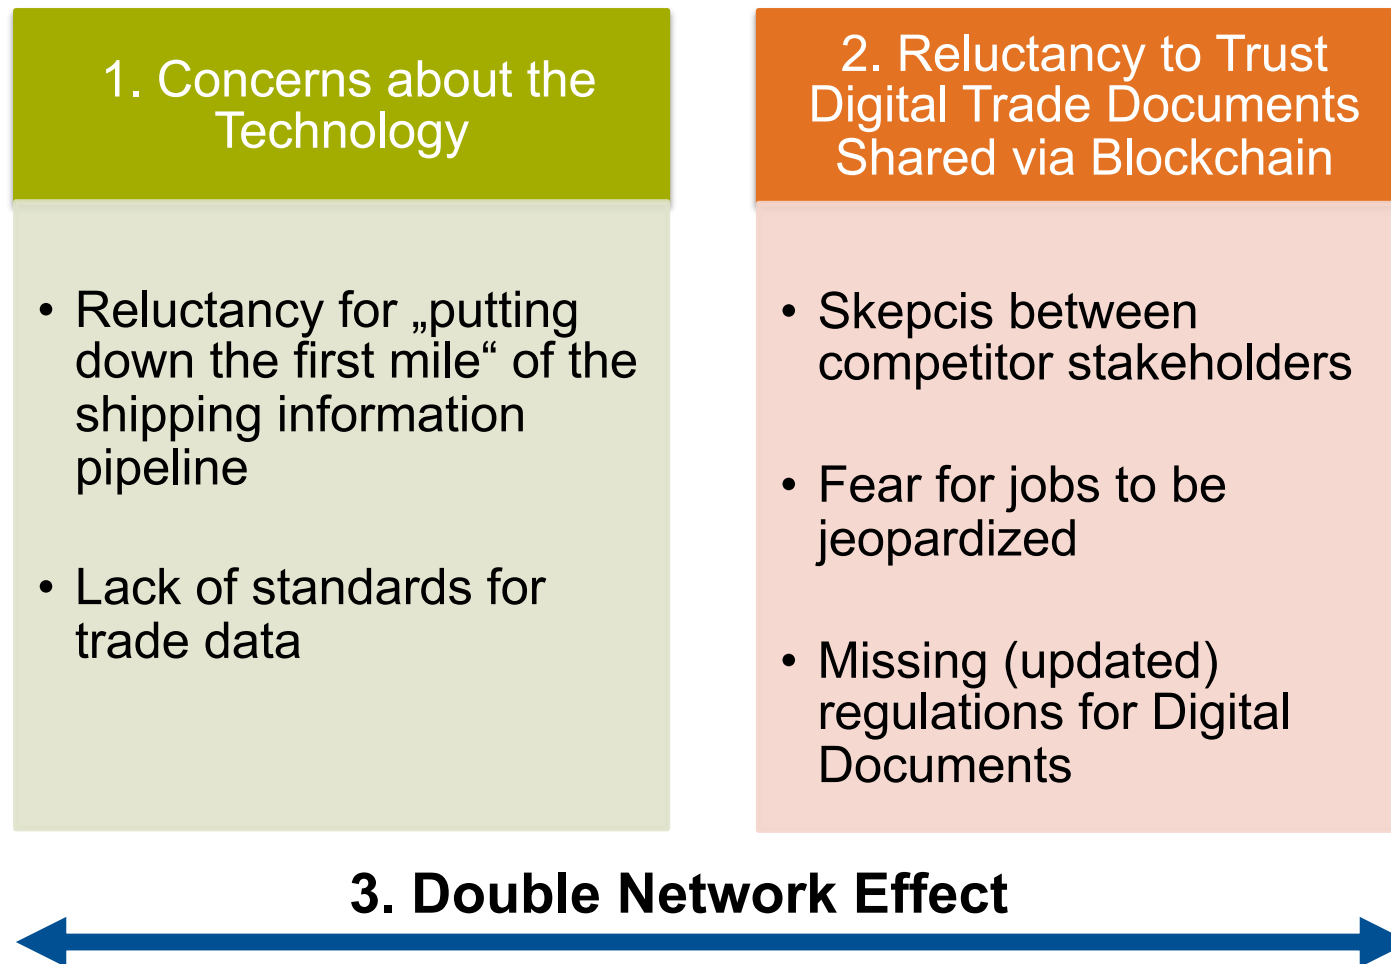 1. Concerns about the
Technology
• Reluctancy for „putting
down the first mile“ of the
shipping information
pipeline
• Lack of standards for
trade data
2. Reluctancy to Trust
Digital Trade Documents
Shared via Blockchain
• Skepcis between
competitor stakeholders
• Fear for jobs to be
jeopardized
• Missing (updated)
regulations for Digital
Documents
3. Double Network Effect